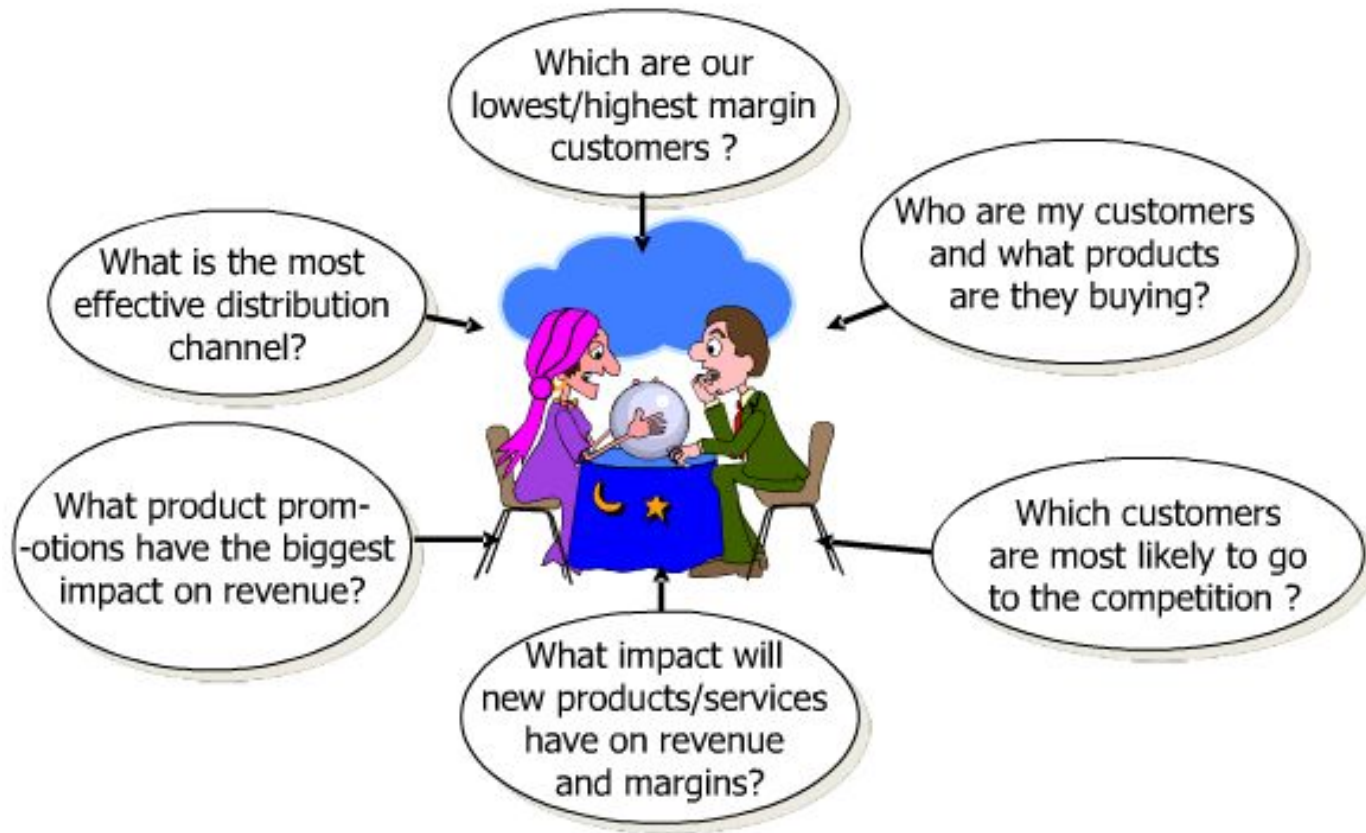 Which are our
lowest/highest margin
customers ?
Who are my customers
and what products
are they buying?
What is the most
effective distribution
channel?
What product prom-
-otions have the biggest
impact on revenue?
Which customers
are most likely to go
to the competition ?
What impact will
new products/services
have on revenue
and margins?